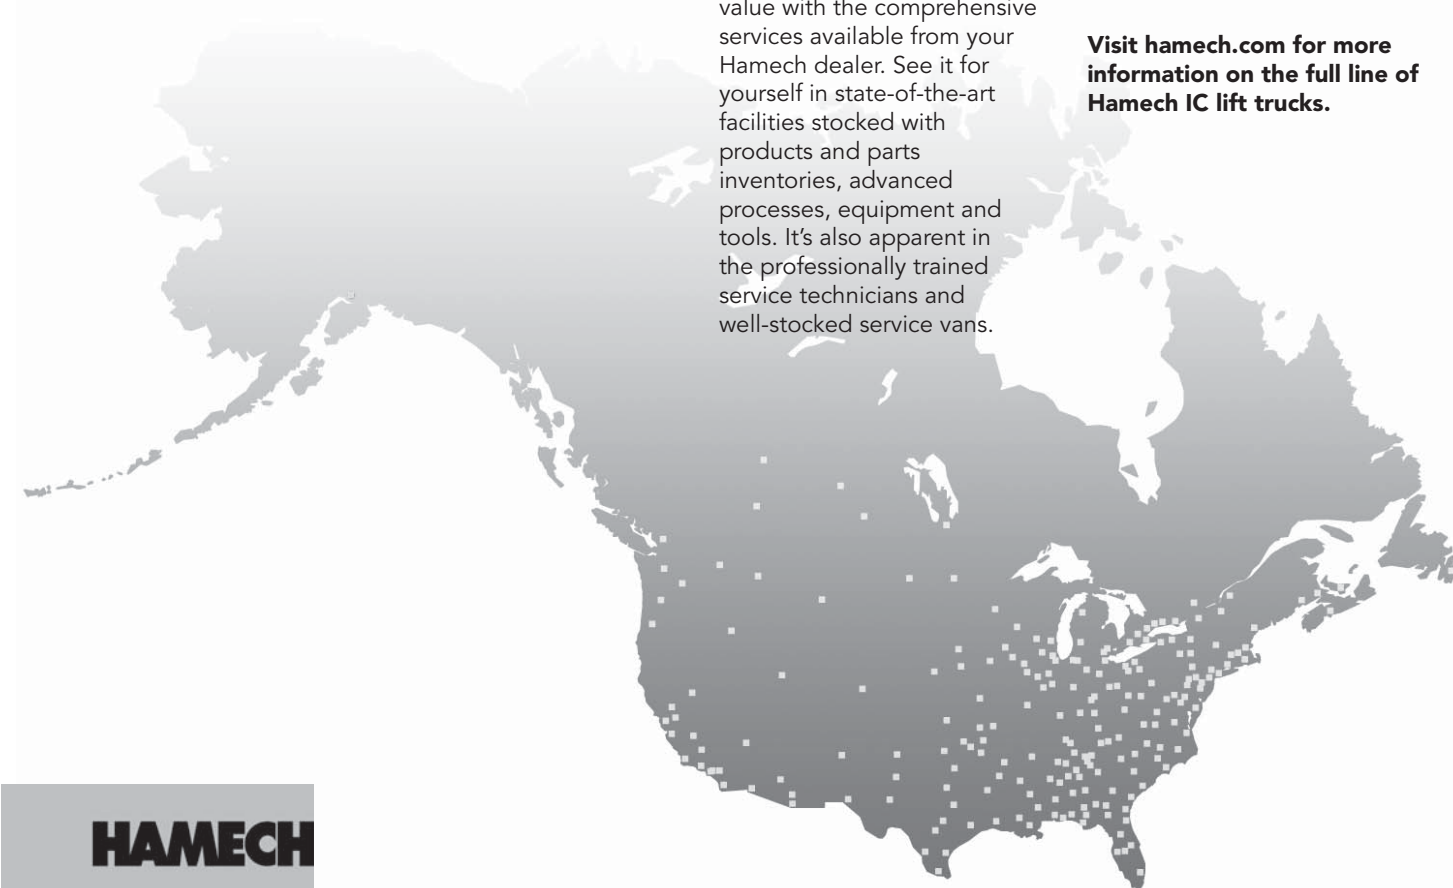 value with the comprehensive
services available from your
Hamech dealer. See it for
yourself in state-of-the-art
facilities stocked with
products and parts
inventories, advanced
processes, equipment and
tools. It’s also apparent in
the professionally trained
service technicians and
well-stocked service vans.
Visit hamech.com for more
information on the full line of
Hamech IC lift trucks.
HAMECH